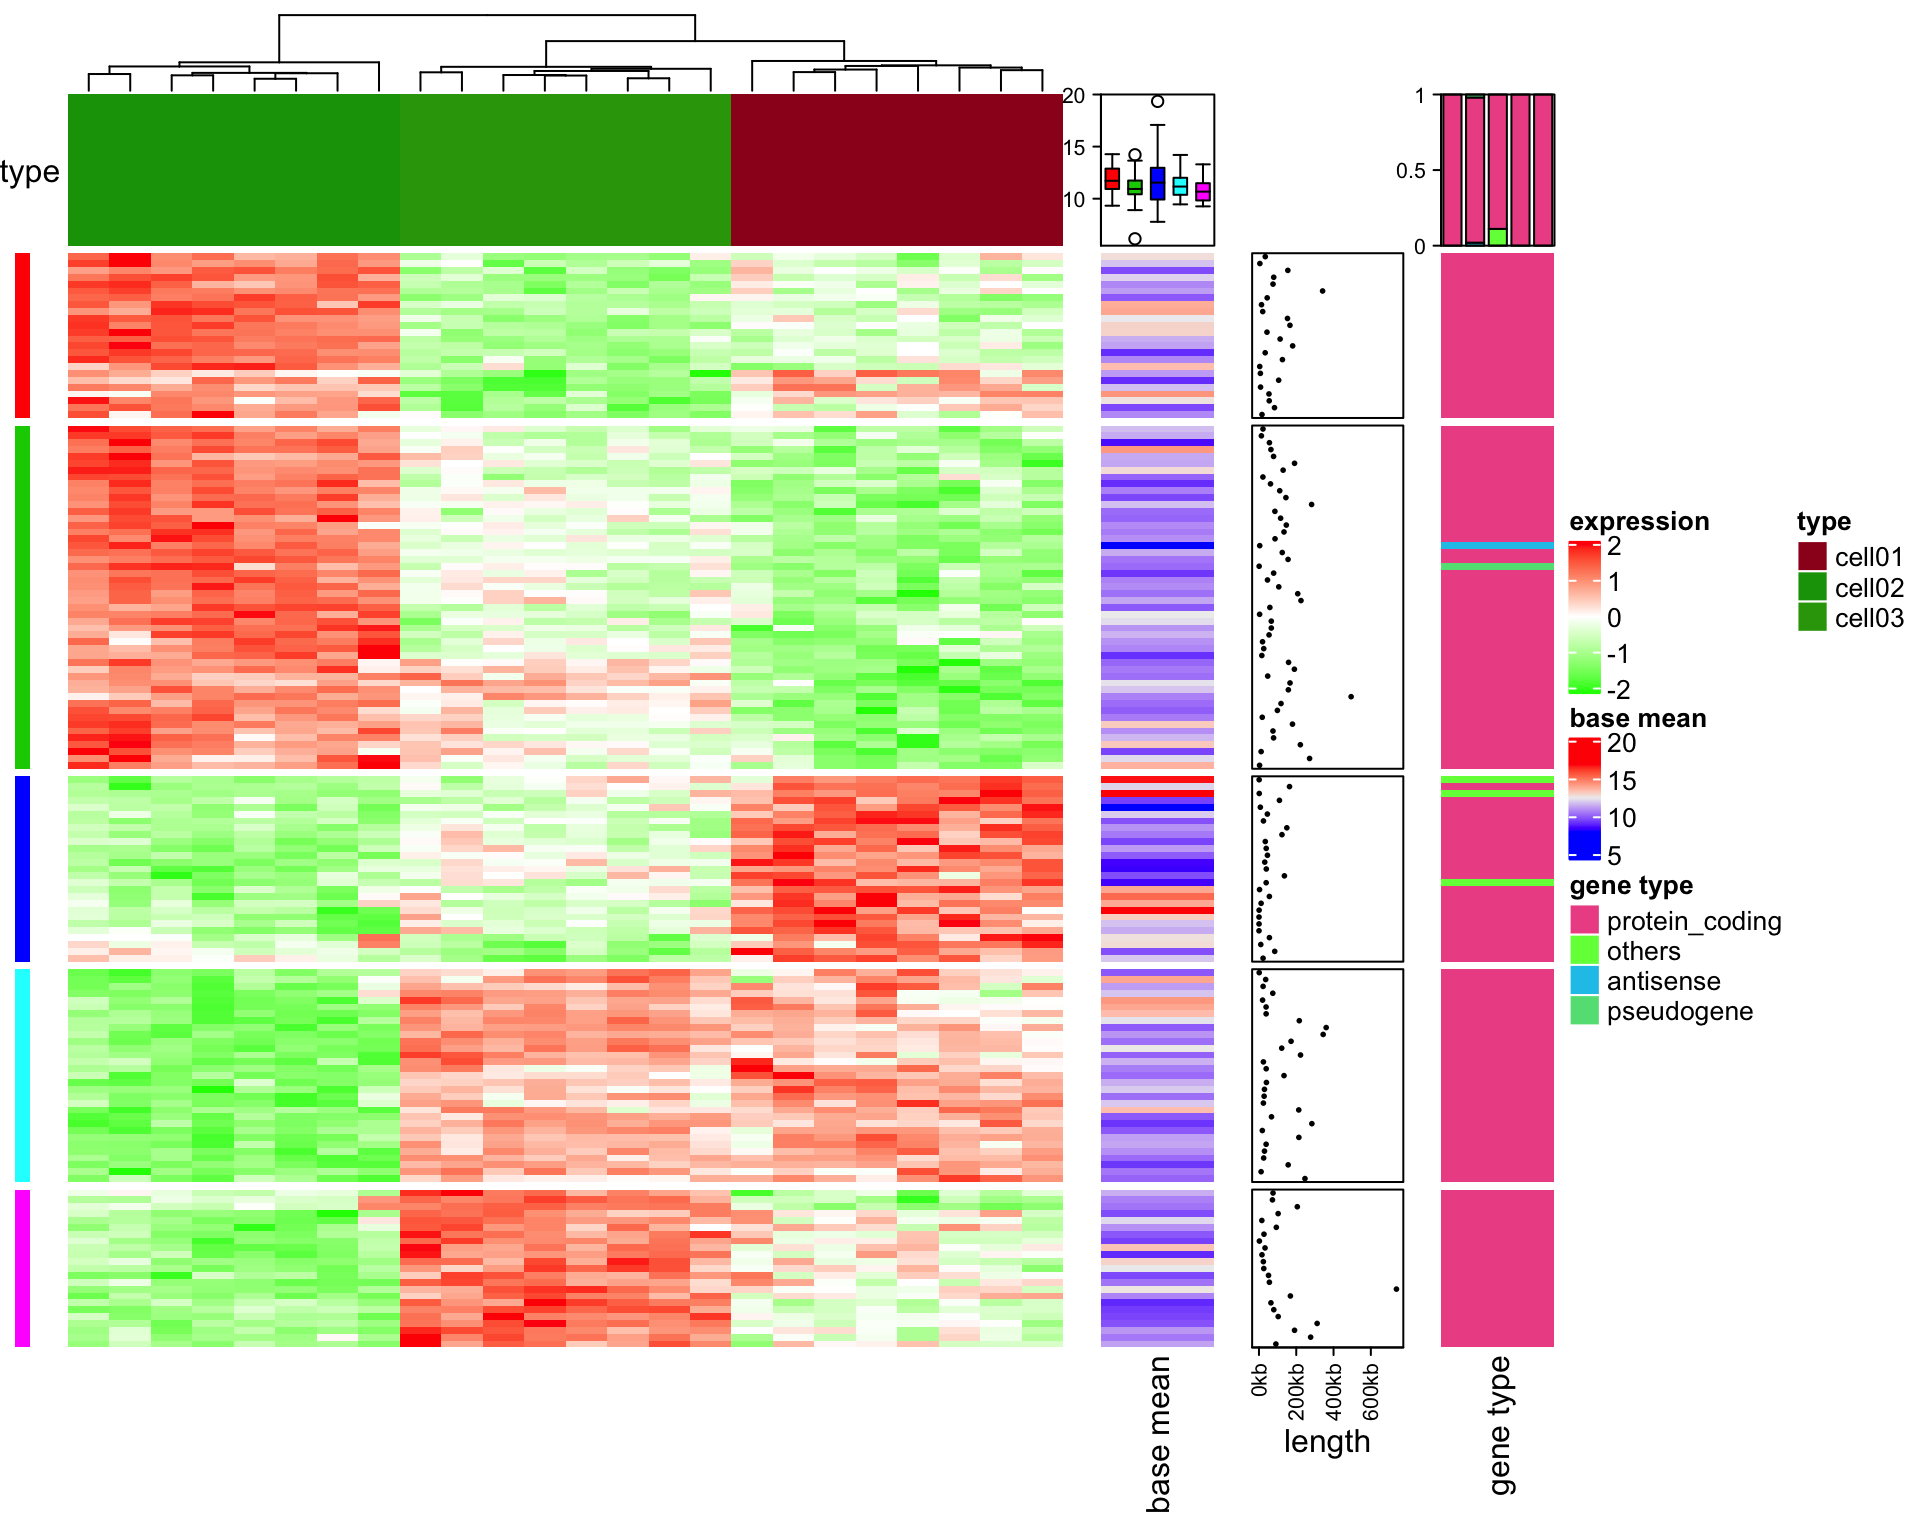 type
20
15
10
1
0.5
0
expression
2
1
0
-1
-2
base mean
20
15
10
5
gene type
protein_coding
others
antisense
pseudogene
type
cell01
cell02
cell03
base mean
0kb
200kb
400kb
600kb
length
gene type